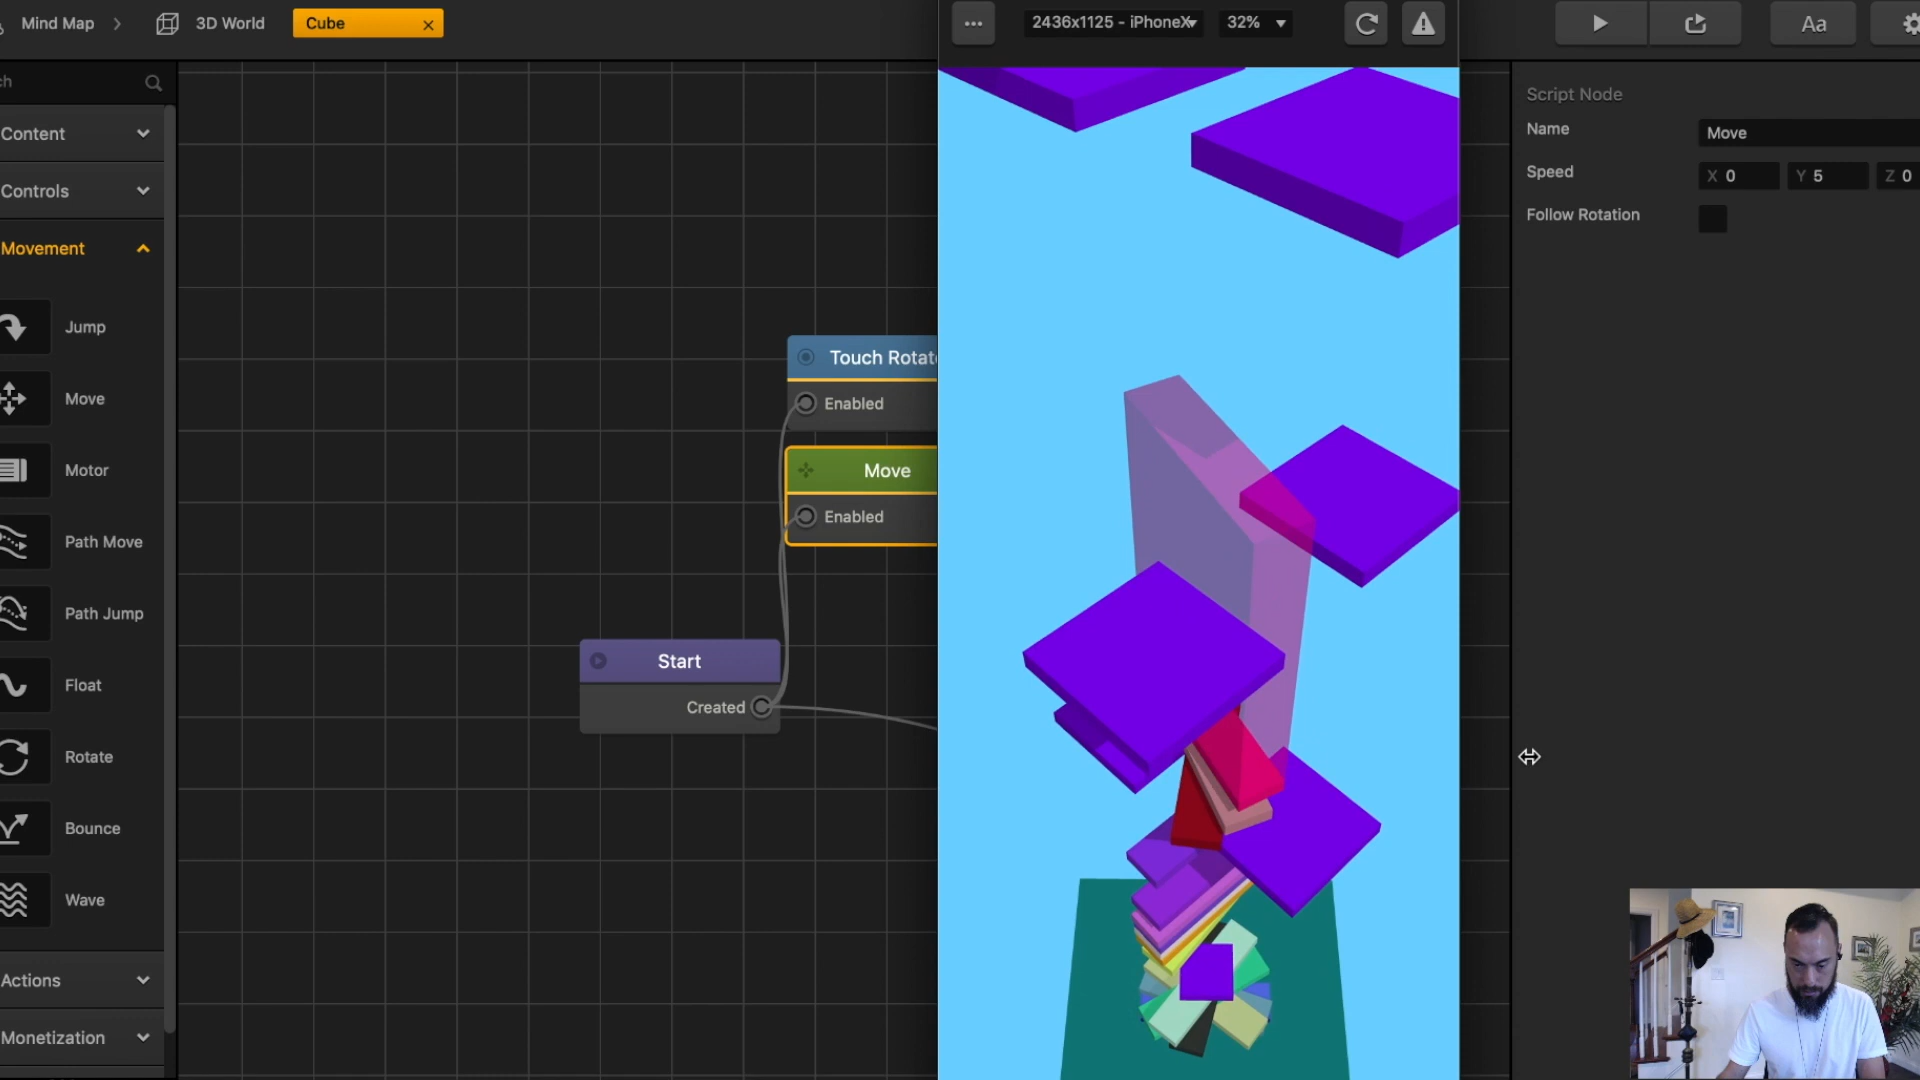 Mind Map
3D World
Cube
2436x1125 - iPhoneX
32%
Aa
ch
Content
Controls
Movement
Jump
Move
Motor
Path Move
Path Jump
Float
Rotate
Bounce
Wave
Actions
Monetization
Touch Rotate
Enabled
Move
Enabled
Start
Created
Script Node
Name
Move
Speed
X 0
Y 5
Z 0
Follow Rotation